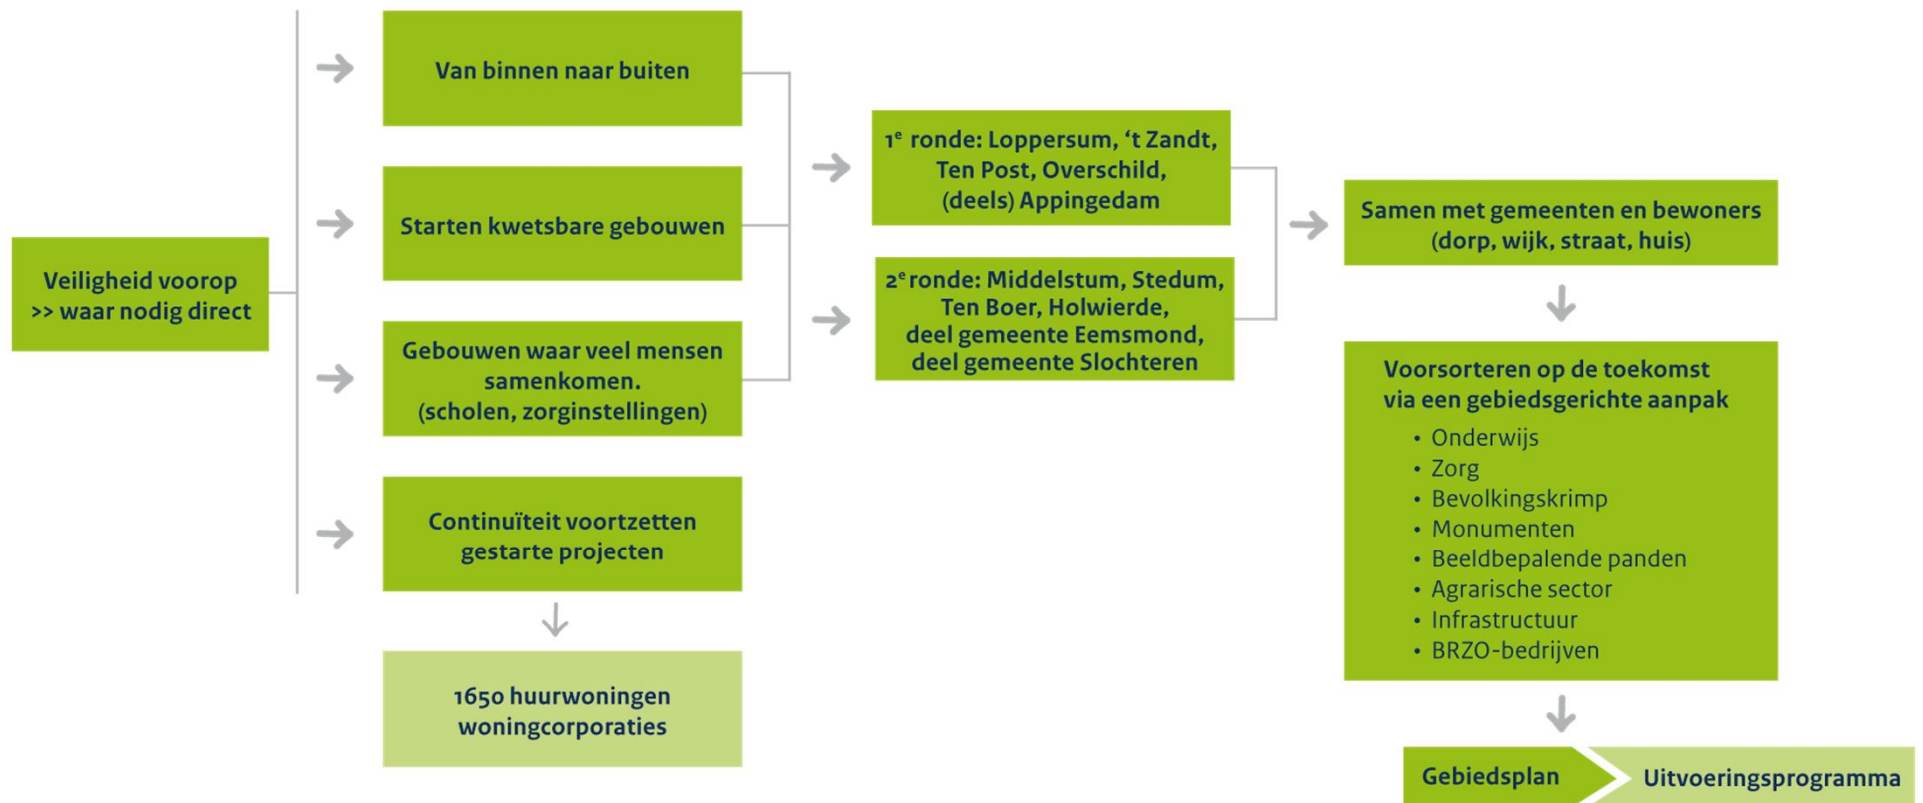 Veiligheid voorop
>> waar nodig direct
Van binnen naar buiten
Starten kwetsbare gebouwen
Gebouwen waar veel mensen
samenkomen.
(scholen, zorginstellingen)
Continuïteit voortzetten
gestarte projecten
1650 huurwoningen
woningcorporaties
1e ronde: Loppersum, ‘t Zandt,
Ten Post, Overschild,
(deels) Appingedam
2e ronde: Middelstum, Stedum,
Ten Boer, Holwierde,
deel gemeente Eemsmond,
deel gemeente Slochteren
Samen met gemeenten en bewoners
(dorp, wijk, straat, huis)
Voorsorteren op de toekomst
via een gebiedsgerichte aanpak
• Onderwijs
• Zorg
• Bevolkingskrimp
• Monumenten
• Beeldbepalende panden
• Agrarische sector
• Infrastructuur
• BRZO-bedrijven
Gebiedsplan
Uitvoeringsprogramma